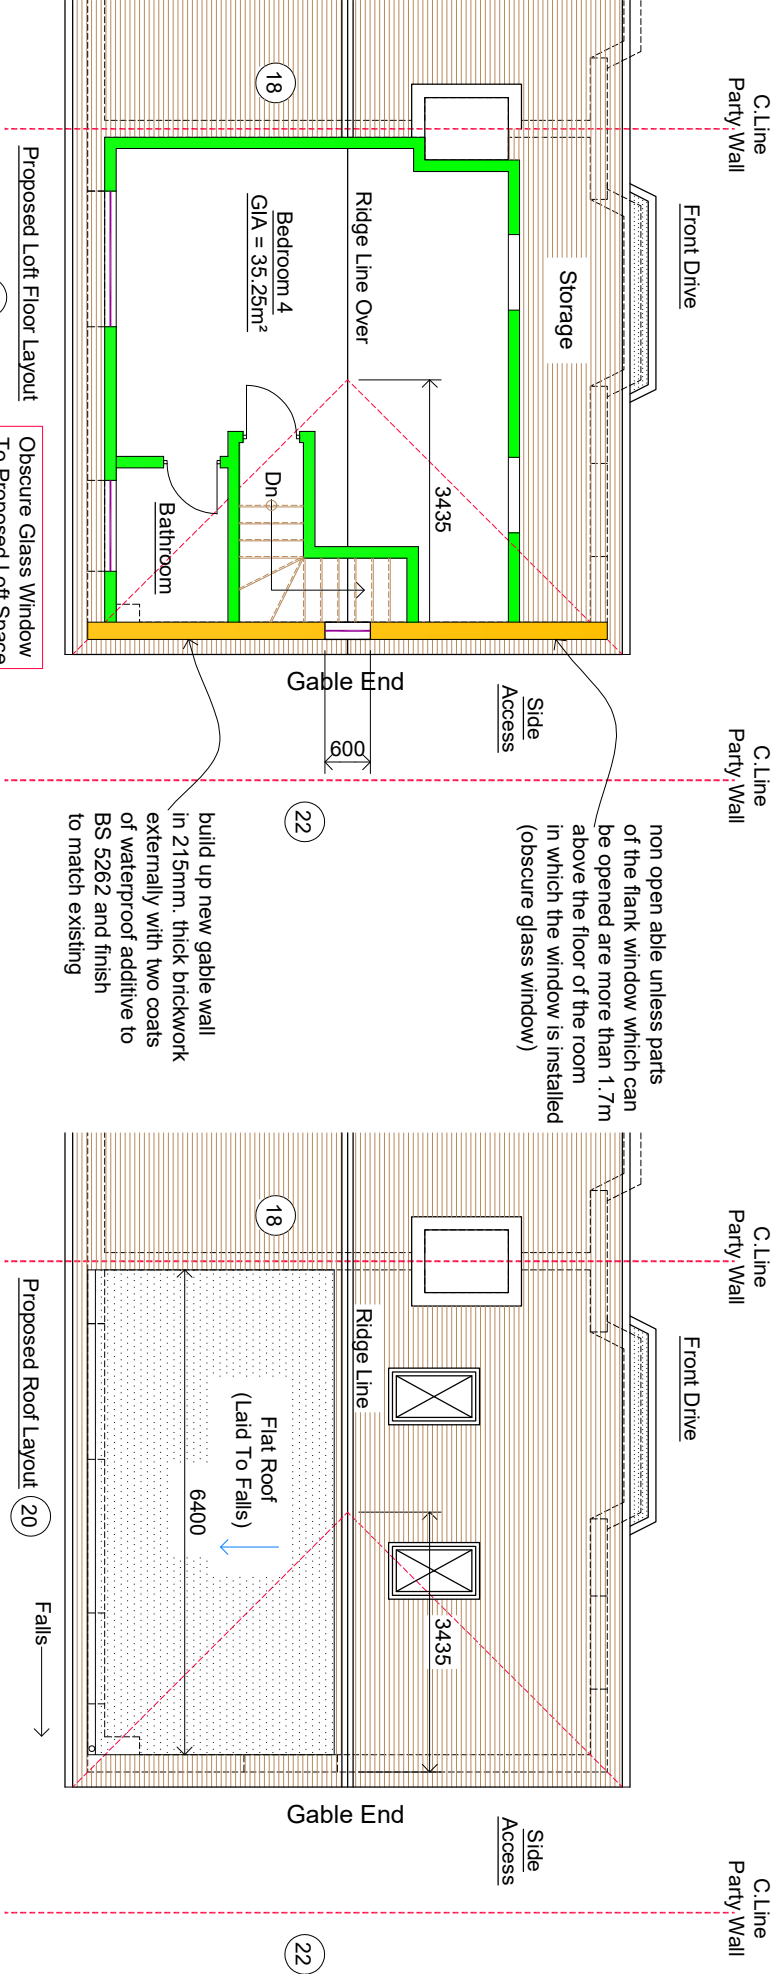 C.Line
Party Wall
Front Drive
18
Storage
Ridge Line Over
Bedroom 4
GIA = 35.25m²
3435
Dn
Bathroom
Proposed Loft Floor Layout
Obscure Glass Window
To Proposed Loft Space
Gable End
Side
Access
600
C.Line
Party Wall
22
non open able unless parts
of the flank window which can
be opened are more than 1.7m
above the floor of the room
in which the window is installed
(obscure glass window)
build up new gable wall
in 215mm. thick brickwork
externally with two coats
of waterproof additive to
BS 5262 and finish
to match existing
C.Line
Party Wall
Front Drive
18
Ridge Line
Flat Roof
(Laid To Falls)
6400
3435
Proposed Roof Layout
20
Falls
Gable End
Side
Access
C.Line
Party Wall
22